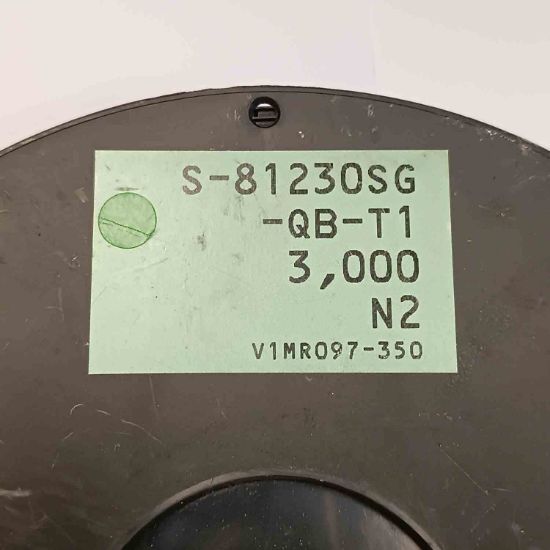 S-81230SG
-QB-T1
3,000
N2
V1MR097-350